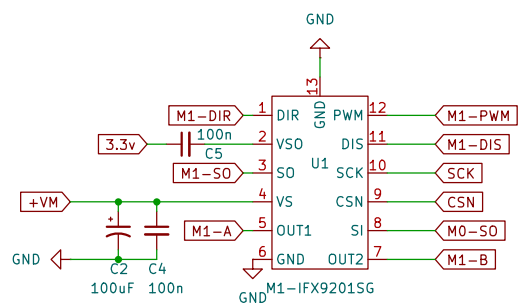 GND
13
GND
M1-DIR 1 DIR PWM 12 M1-PWM
100n
3.3v 2 VSO DIS 11 M1-DIS
C5 U1
M1-SO 3 SO SCK 10 SCK
+VM 4 VS CSN 9 CSN
+
M1-A 5 OUT1 SI 8 M0-SO
GND 6 GND OUT2 7 M1-B
C2 C4
100uF 100n
GND M1-IFX9201SG